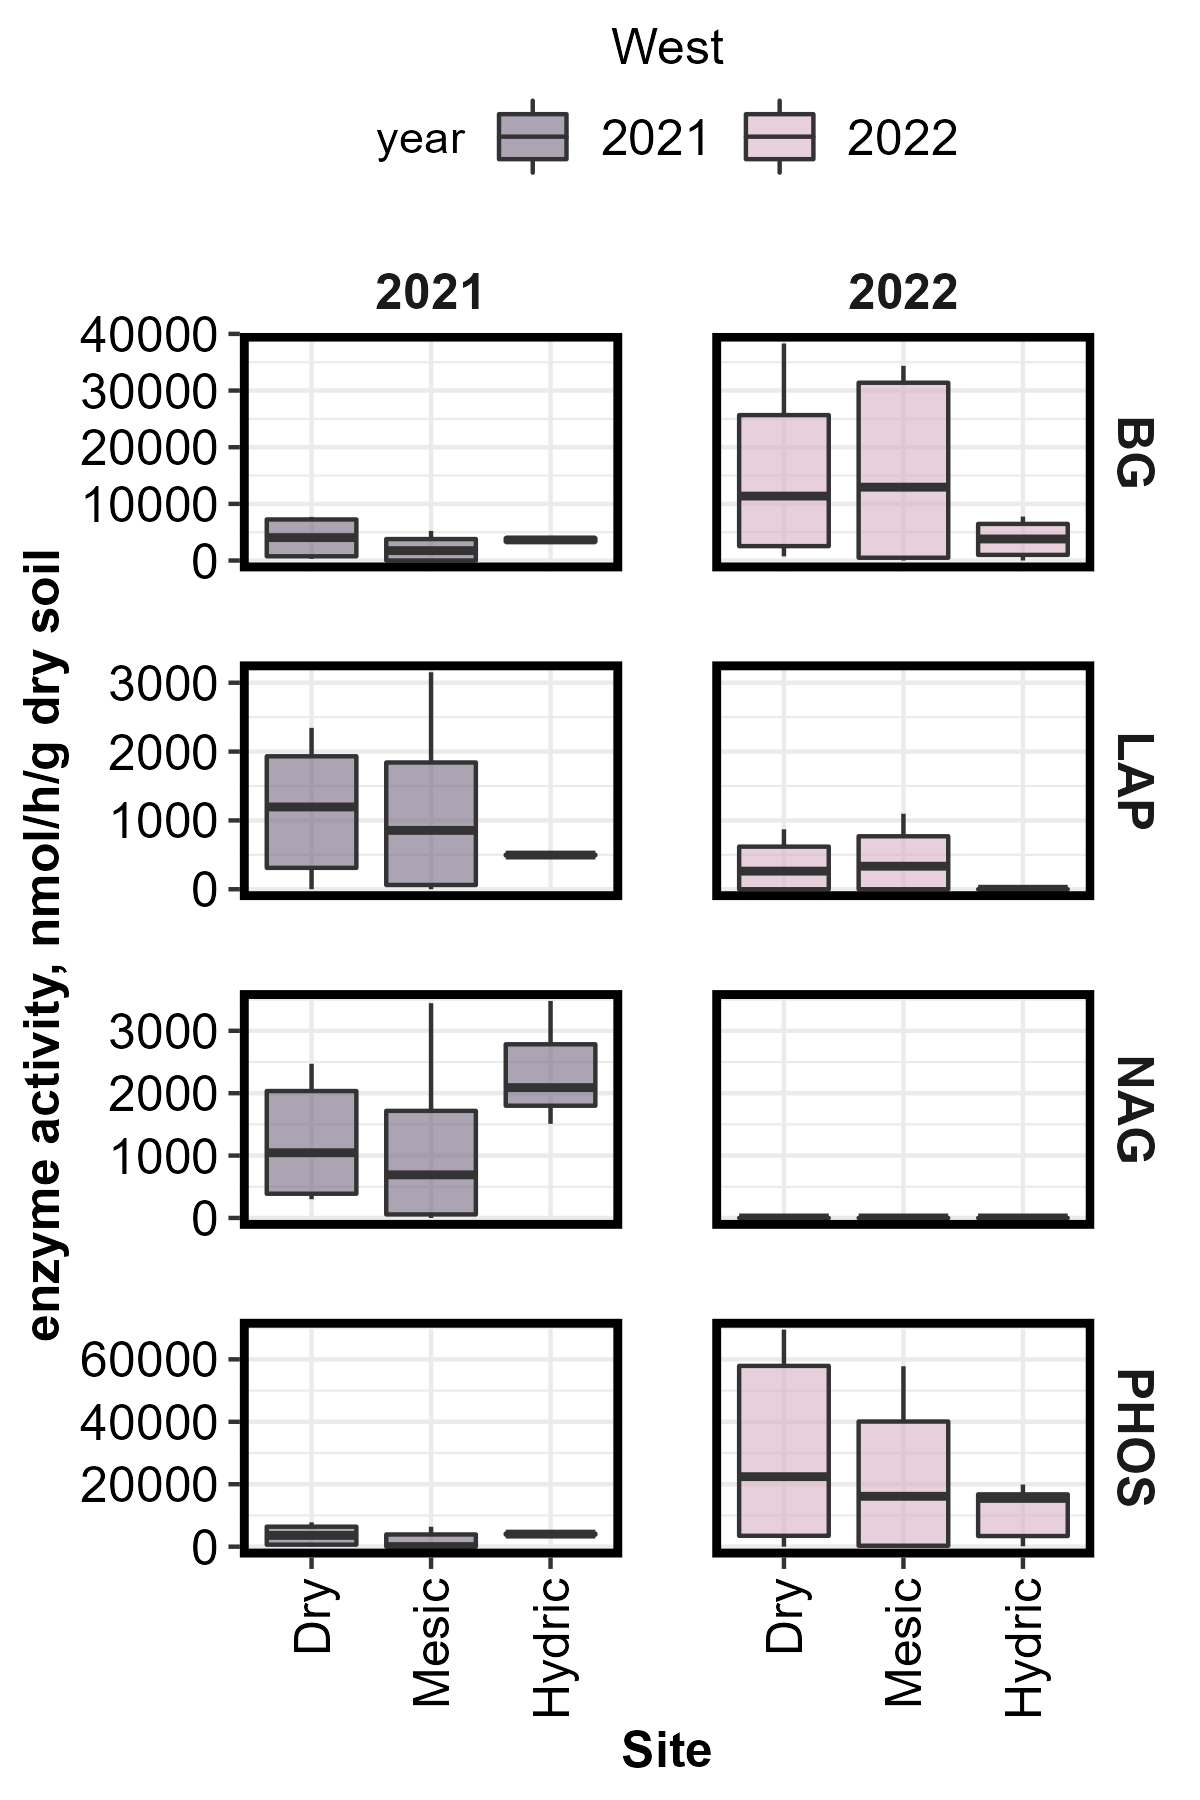 West
year 2021 2022
2021 2022
40000
30000
20000
10000
0
BG
3000
2000
1000
0
LAP
3000
2000
1000
0
NAG
60000
40000
20000
0
PHOS
enzyme activity, nmol/h/g dry soil
Dry Mesic Hydric Dry Mesic Hydric
Site